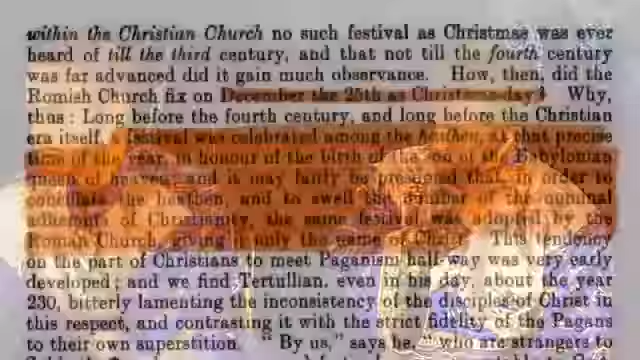 within the Christian Church no such festival as Christmas was ever
heard of till the third century, and that not till the fourth century
was far advanced did it gain much observance. How, then, did the
Romish Church fix on December the 25th as Christmas-day? Why,
thus: Long before the fourth century, and long before the Christian
era itself, a festival was celebrated among the heathen, at that precise
time of the year, in honour of the birth of the son of the Babylonian
queen of heaven; and it may fairly be presumed that, in order to
conciliate the heathen, and to swell the number of the nominal
adherents of Christianity, the same festival was adopted by the
Roman Church, giving it only the name of Christ. This tendency
on the part of Christians to meet Paganism half-way was very early
developed; and we find Tertullian, even in his day, about the year
230, bitterly lamenting the inconsistency of the disciples of Christ in
this respect, and contrasting it with the strict fidelity of the Pagans
to their own superstition. "By us," says he, "who are strangers to